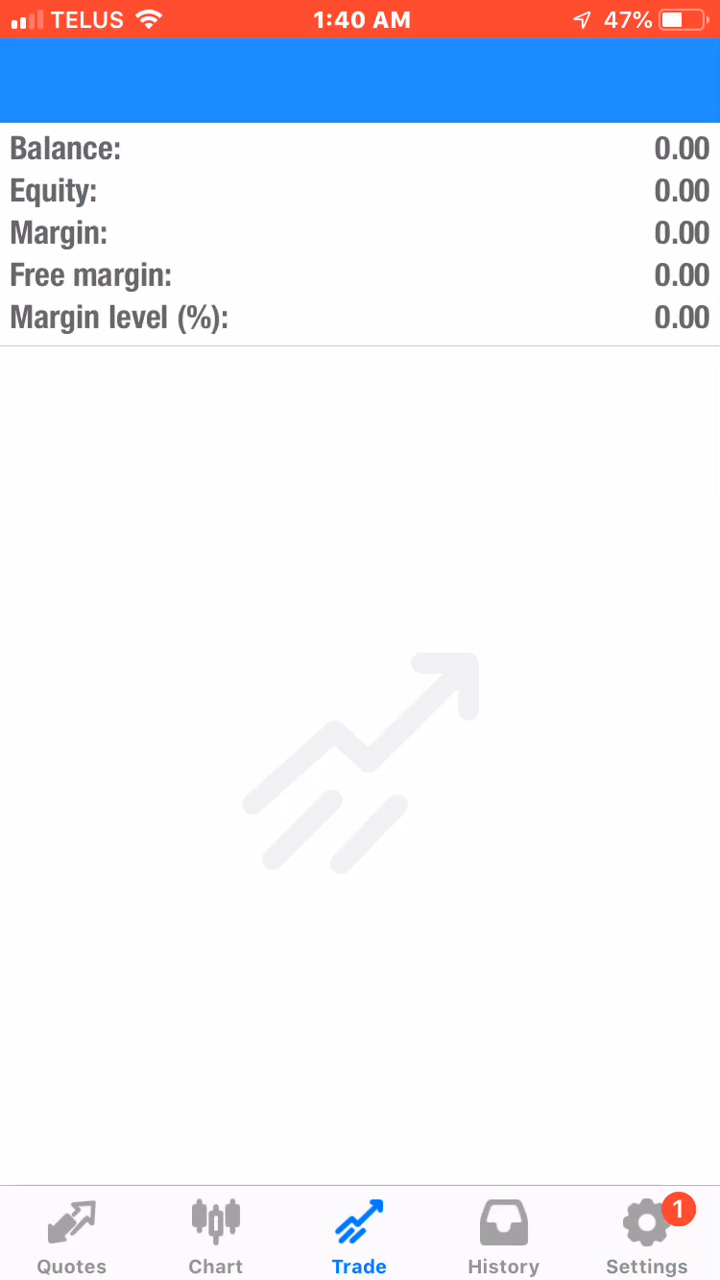 TELUS 1:40 AM 47%
Balance: 0.00
Equity: 0.00
Margin: 0.00
Free margin: 0.00
Margin level (%): 0.00
1
Quotes Chart Trade History Settings